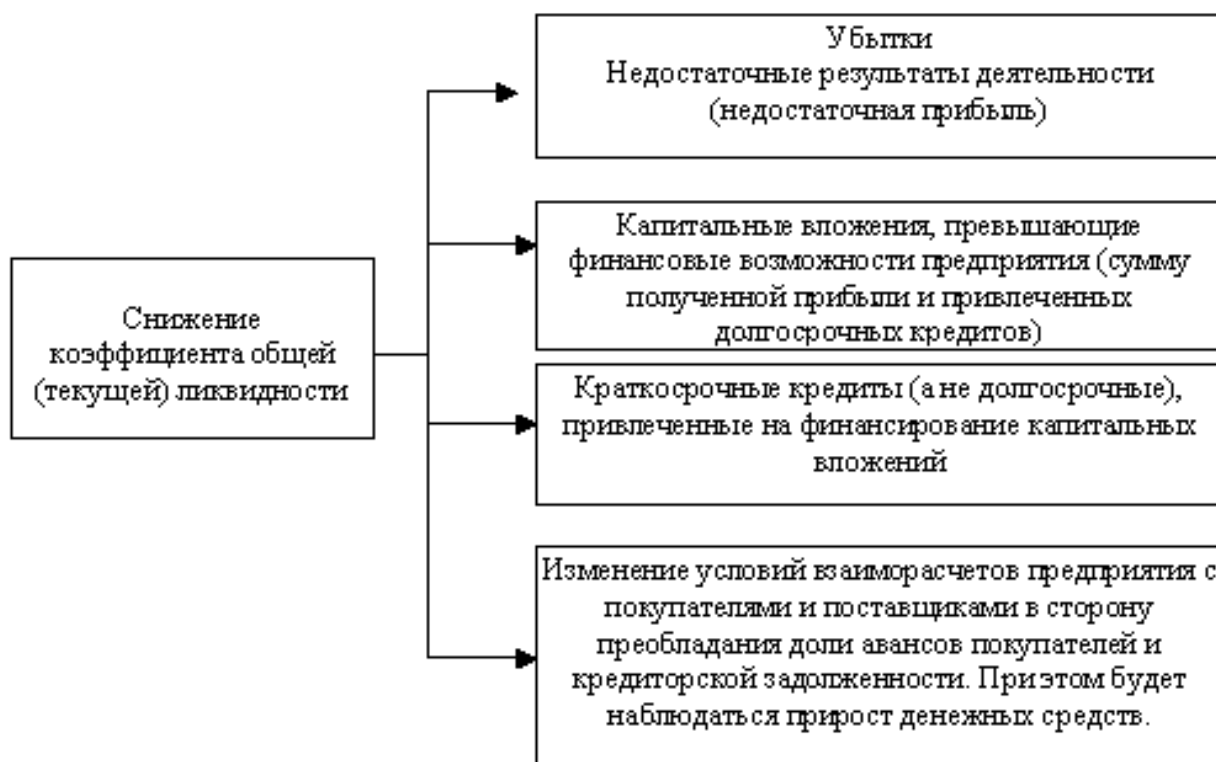 Снижение
коэффициента общей
(текущей) ликвидности
Убытки
Недостаточные результаты деятельности
(недостаточная прибыль)
Капитальные вложения, превышающие
финансовые возможности предприятия (сумму
полученной прибыли и привлеченных
долгосрочных кредитов)
Краткосрочные кредиты (а не долгосрочные),
привлеченные на финансирование капитальных
вложений
Изменение условий взаиморасчетов предприятия с
покупателями и поставщиками в сторону
преобладания доли авансов покупателей и
кредиторской задолженности. При этом будет
наблюдаться прирост денежных средств.